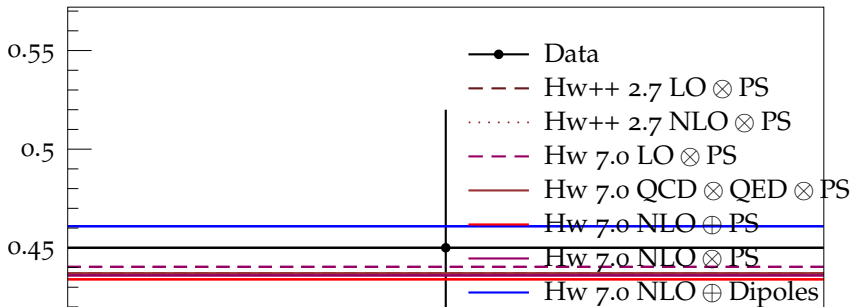 0.55
Data
Hw++ 2.7 LO ⊗ PS
Hw++ 2.7 NLO ⊗ PS
0.5
Hw 7.0 LO ⊗ PS
Hw 7.0 QCD ⊗ QED ⊗ PS
Hw 7.0 NLO ⊕ PS
0.45
Hw 7.0 NLO ⊗ PS
Hw 7.0 NLO ⊕ Dipoles